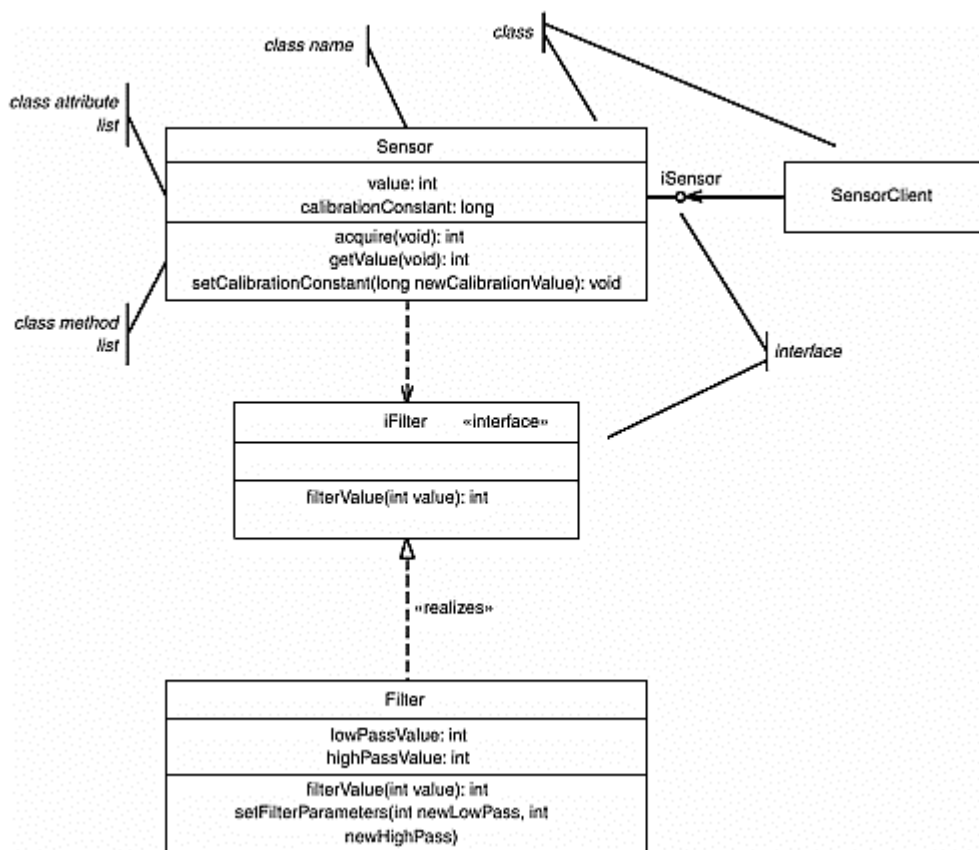 class name
class
class attribute
list
Sensor
value: int
calibrationConstant: long
acquire(void): int
getValue(void): int
setCalibrationConstant(long newCalibrationValue): void
iSensor
SensorClient
class method
list
interface
iFilter «interface»
filterValue(int value): int
«realizes»
Filter
lowPassValue: int
highPassValue: int
filterValue(int value): int
setFilterParameters(int newLowPass, int
newHighPass)